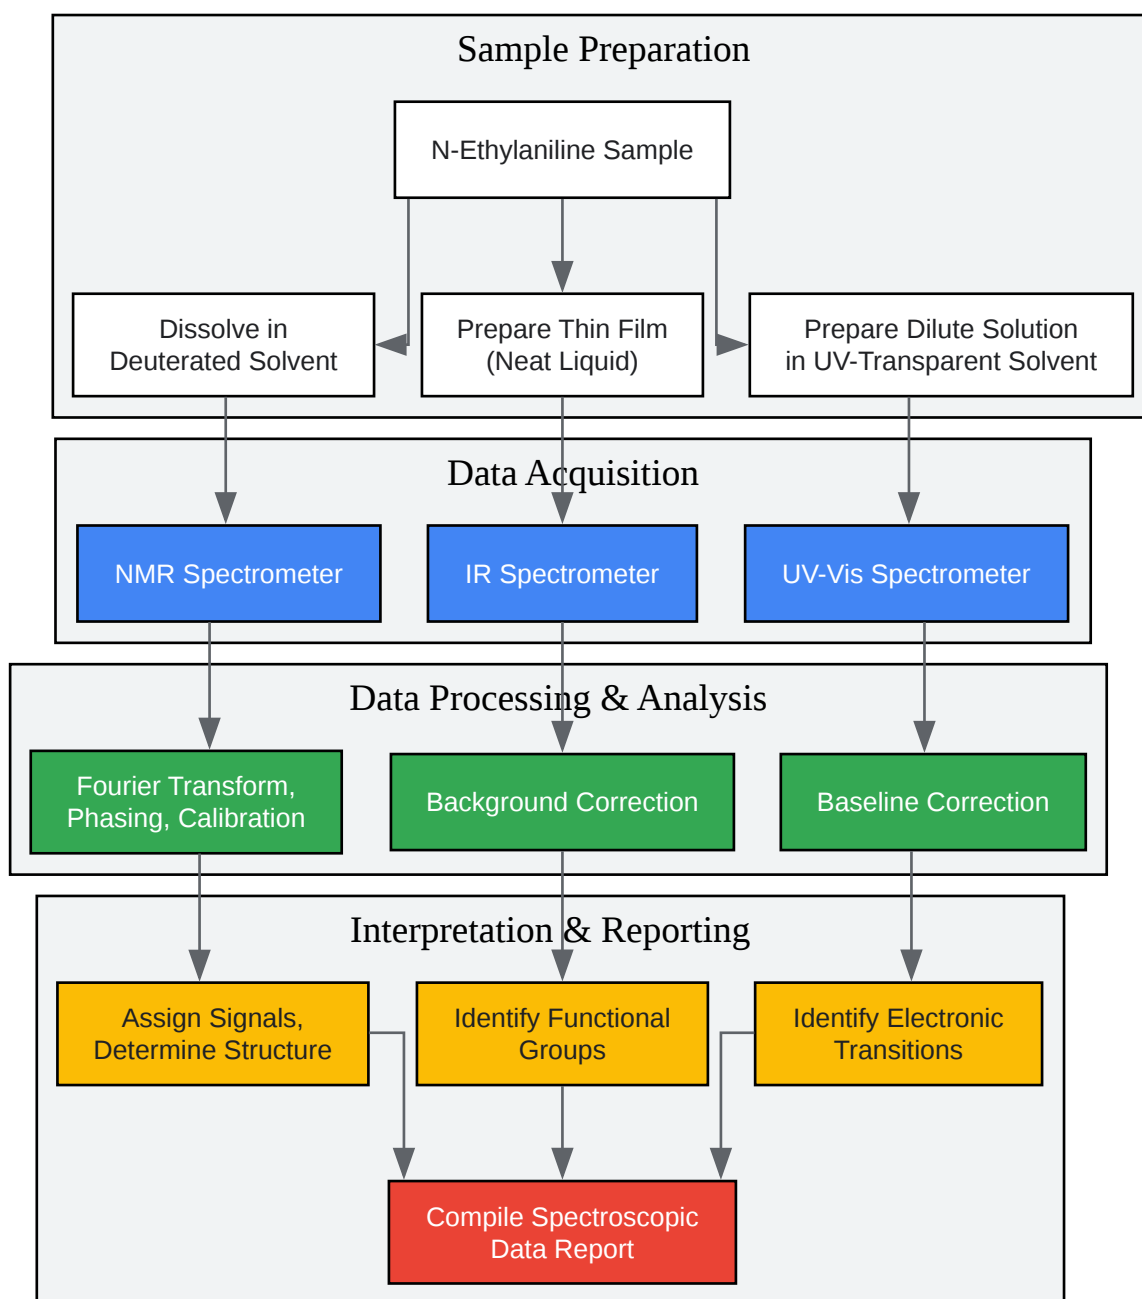 Sample Preparation
N-Ethylaniline Sample
Dissolve in
Deuterated Solvent
Prepare Thin Film
(Neat Liquid)
Prepare Dilute Solution
in UV-Transparent Solvent
Data Acquisition
NMR Spectrometer
IR Spectrometer
UV-Vis Spectrometer
Data Processing & Analysis
Fourier Transform,
Phasing, Calibration
Background Correction
Baseline Correction
Interpretation & Reporting
Assign Signals,
Determine Structure
Identify Functional
Groups
Identify Electronic
Transitions
Compile Spectroscopic
Data Report